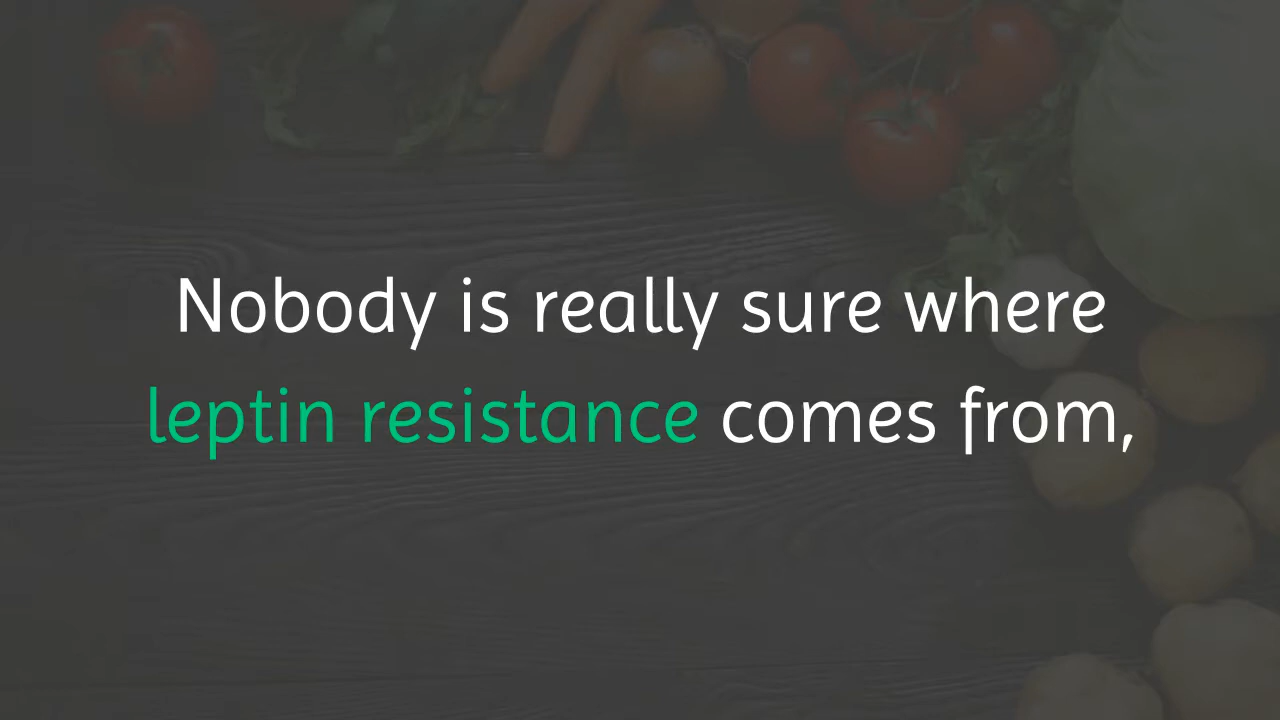 Nobody is really sure where
leptin resistance comes from,